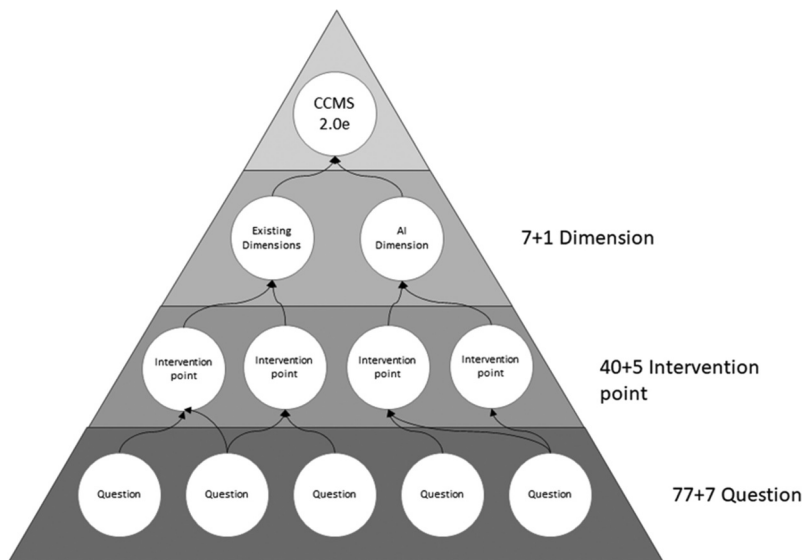 CCMS
2.0e
Existing
Dimensions
AI
Dimension
7+1 Dimension
Intervention
point
Intervention
point
Intervention
point
Intervention
point
40+5 Intervention
point
Question
Question
Question
Question
Question
77+7 Question